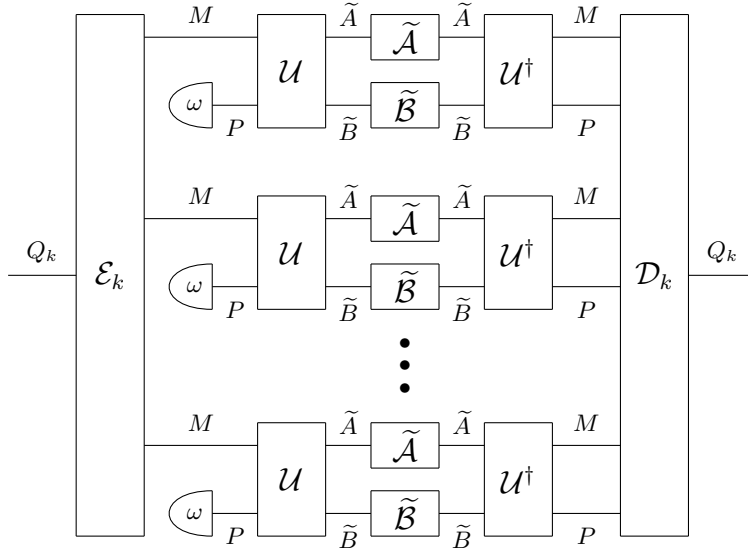 M Ã Ã M
𝒰 𝒜̃ 𝒰†
ω P B̃ ℬ̃ B̃ P
M Ã Ã M
𝒰 𝒜̃ 𝒰†
Q_k ℰ_k 𝒟_k Q_k
ω P B̃ ℬ̃ B̃ P
M Ã Ã M
𝒰 𝒜̃ 𝒰†
ω P B̃ ℬ̃ B̃ P